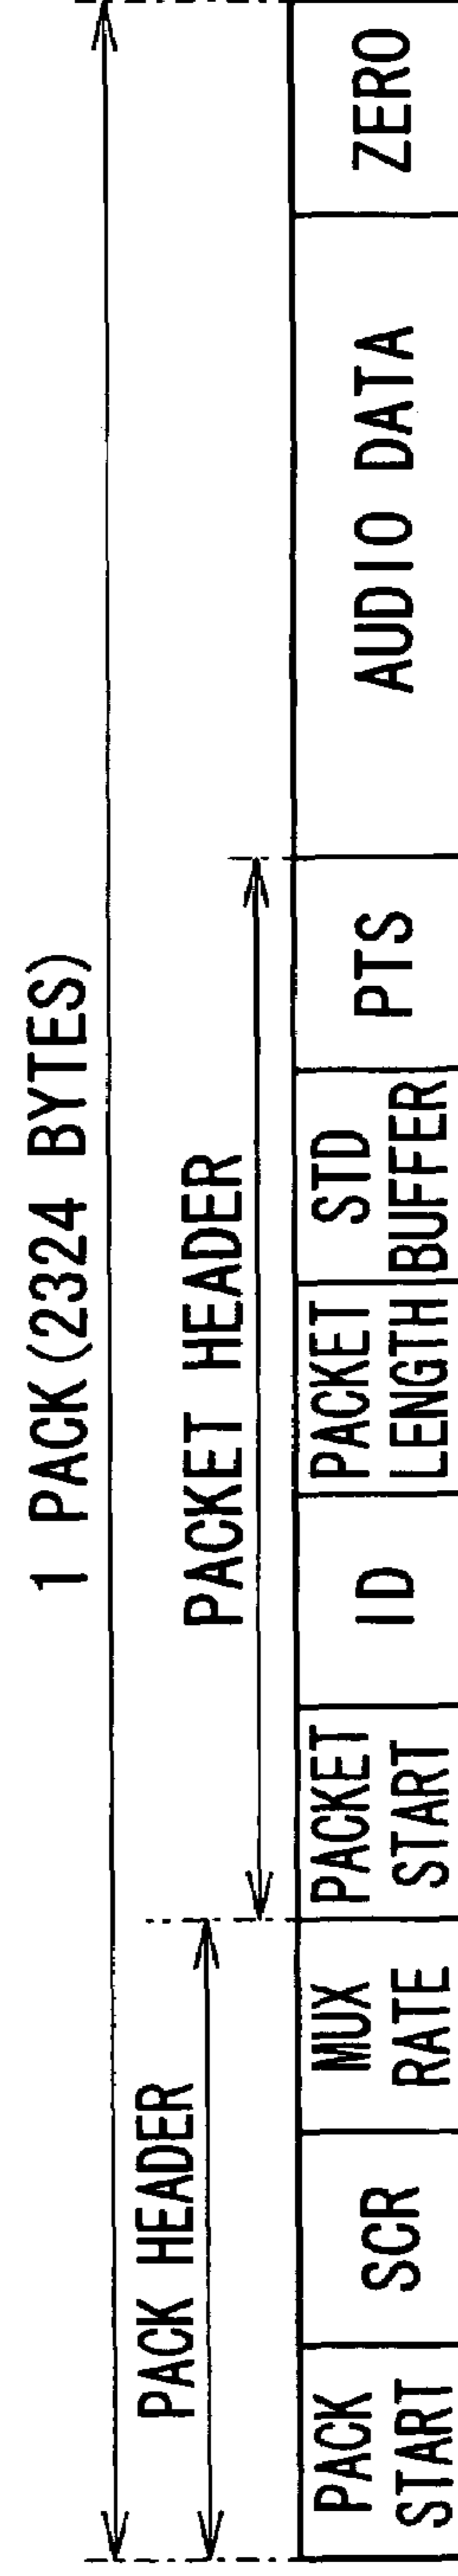 1 PACK(2324 BYTES)
PACK HEADER
PACKET HEADER
PACK
START
SCR
MUX
RATE
PACKET
START
ID
PACKET
LENGTH
STD
BUFFER
PTS
AUDIO DATA
ZERO